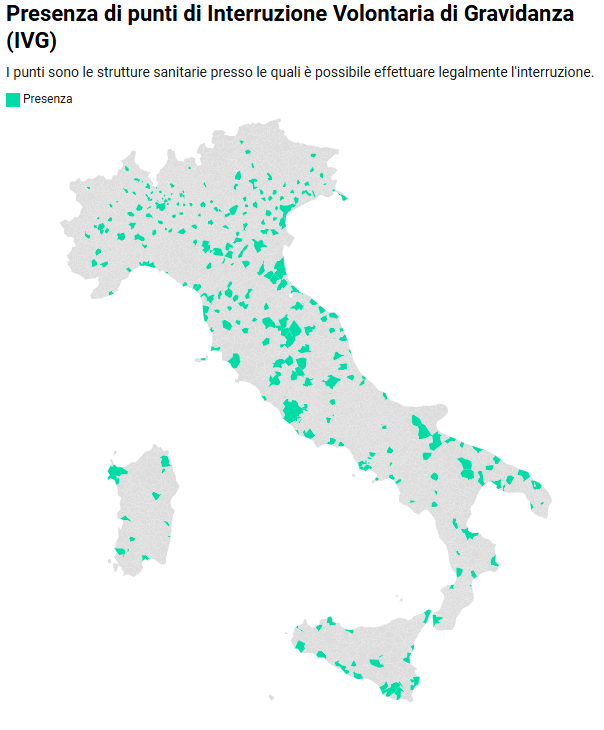 Presenza di punti di Interruzione Volontaria di Gravidanza
(IVG)
I punti sono le strutture sanitarie presso le quali è possibile effettuare legalmente l'interruzione.
Presenza